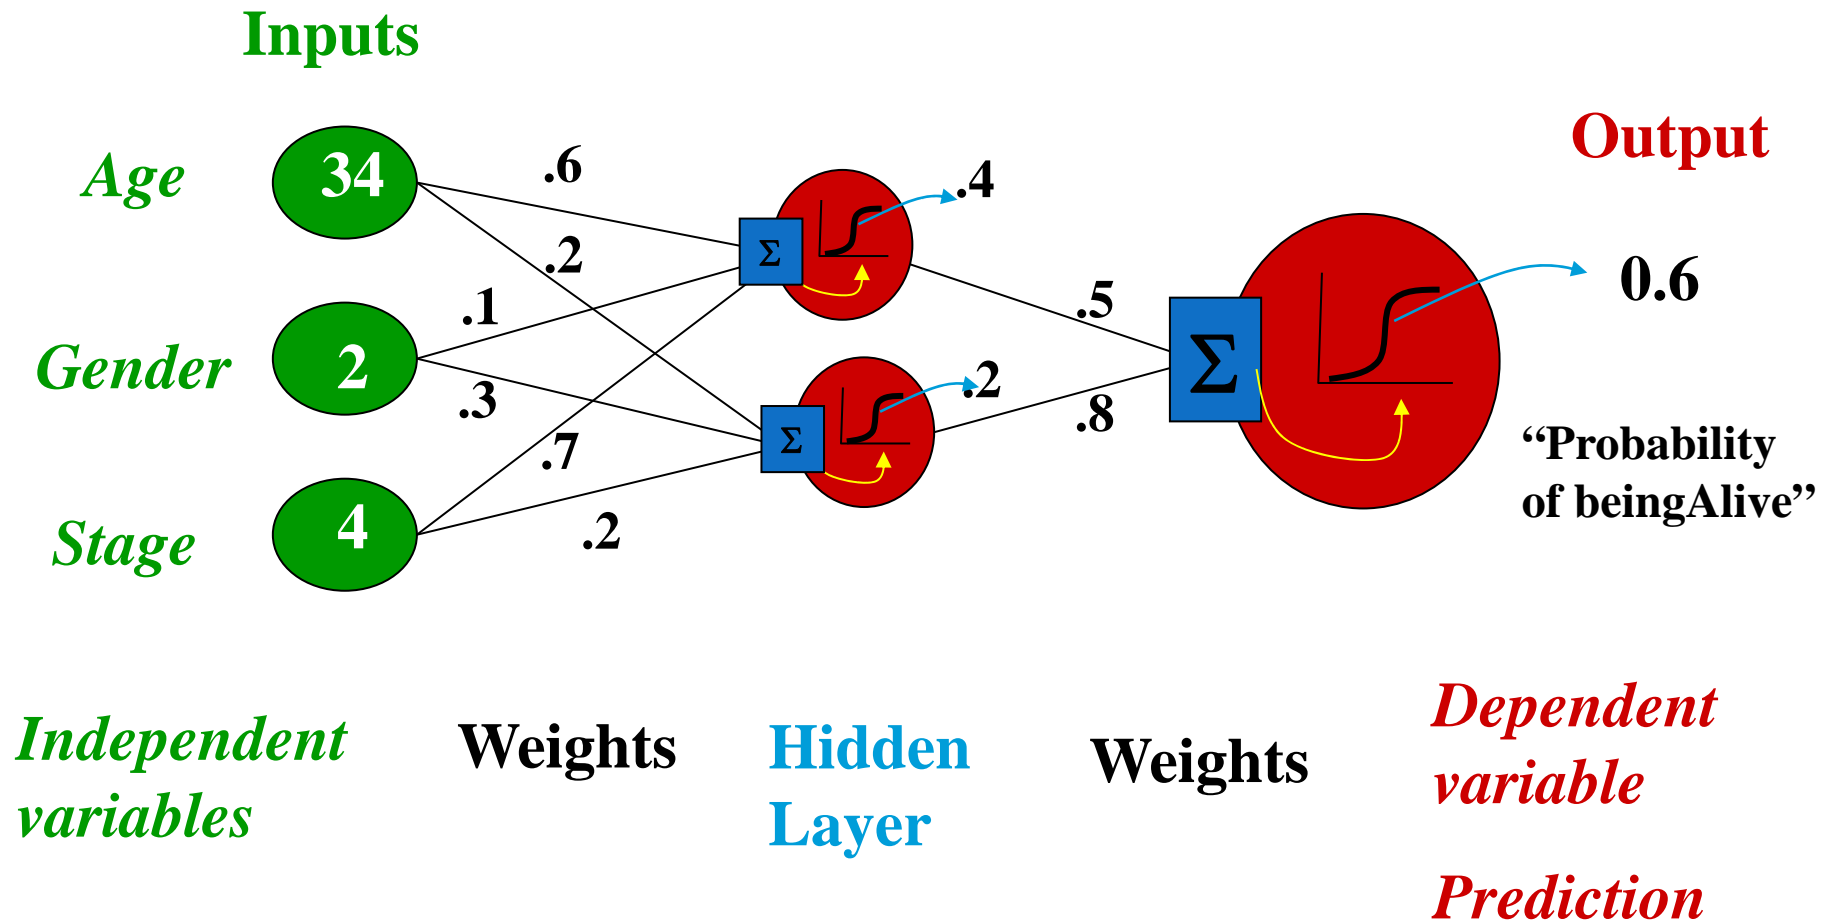 Inputs
Output
Age
34
.6
.4
.2
Σ
Gender
2
.1
.3
.5
Σ
0.6
.2
Σ
.8
.7
“Probability
of beingAlive”
Stage
4
.2
Independent
variables
Weights
Hidden
Layer
Weights
Dependent
variable
Prediction